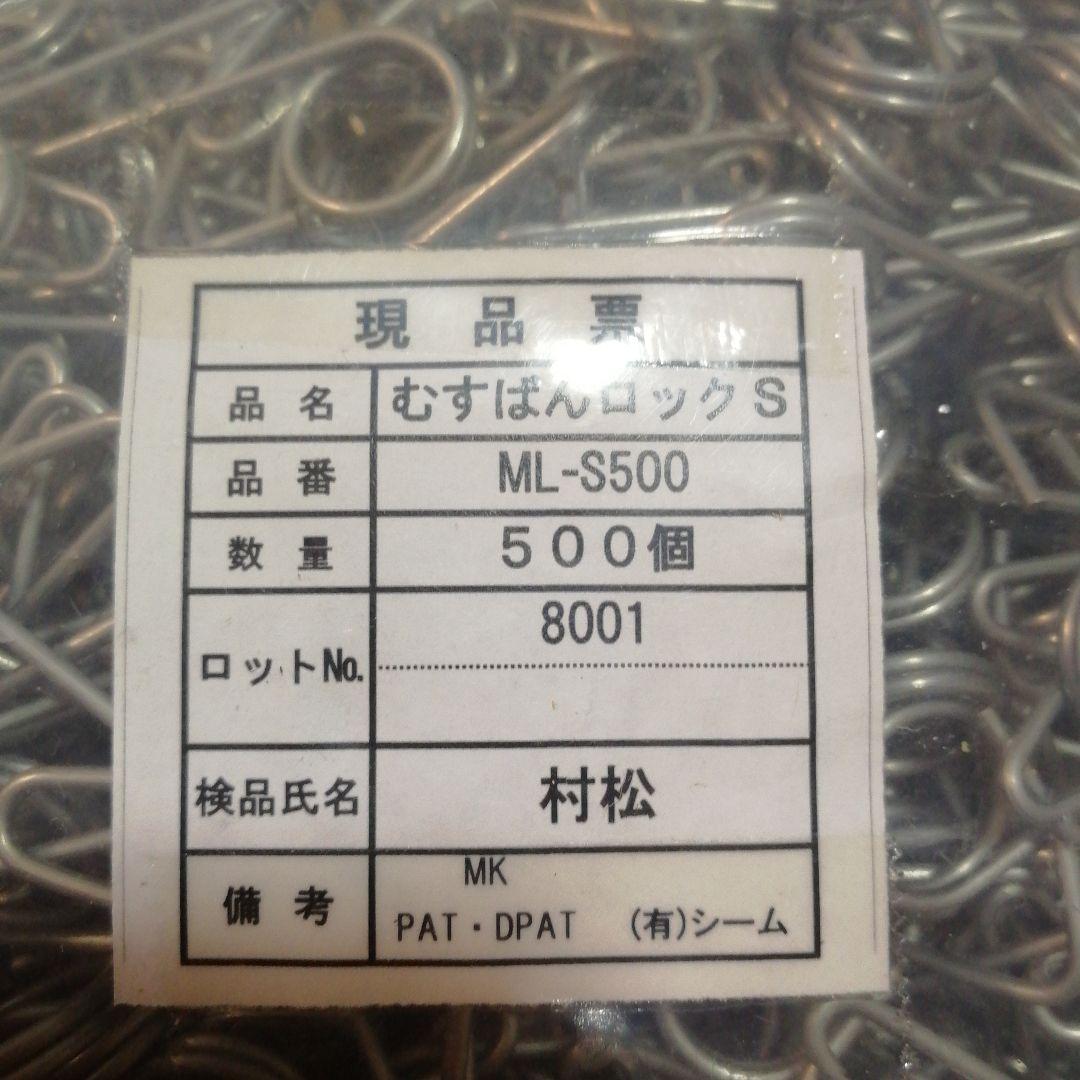 現品票
品名 むすばんロックS
品番 ML-S500
数量 500個
ロットNo. 8001
検品氏名 村松
備考 MK
PAT・DPAT (有)シーム